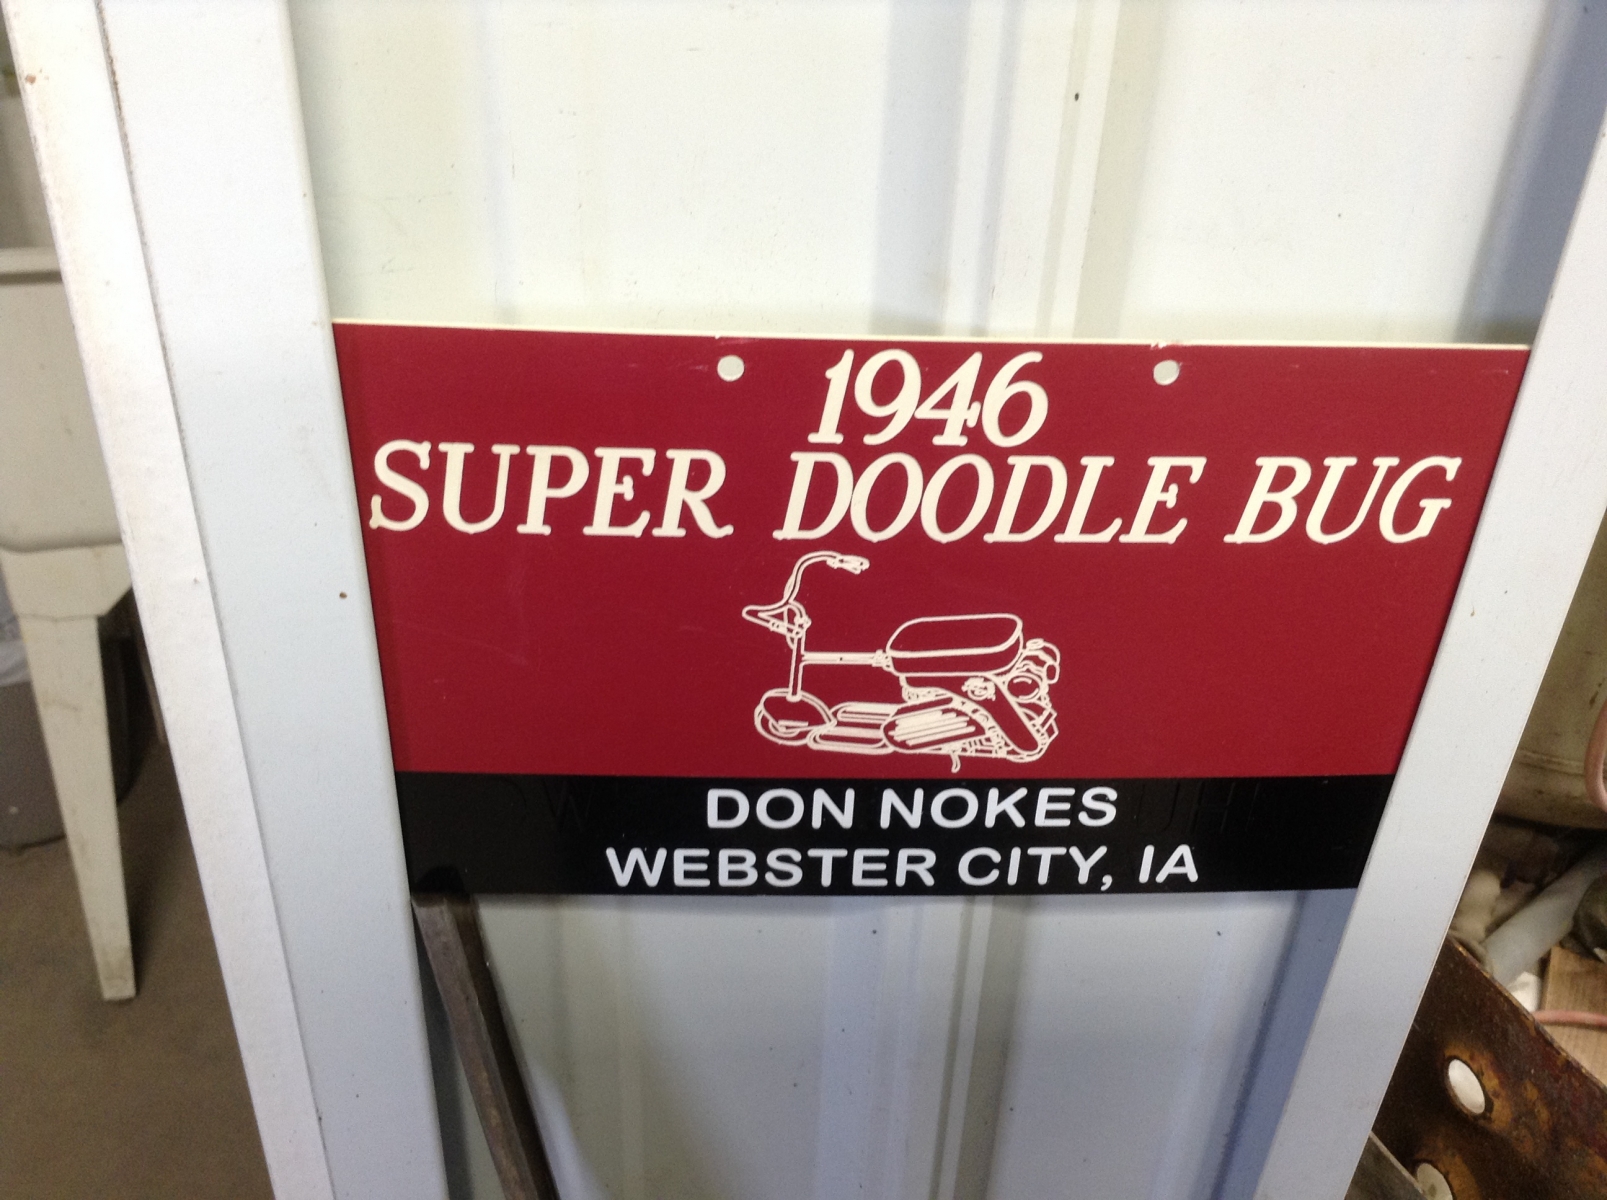 1946
SUPER DOODLE BUG
DON NOKES
WEBSTER CITY, IA